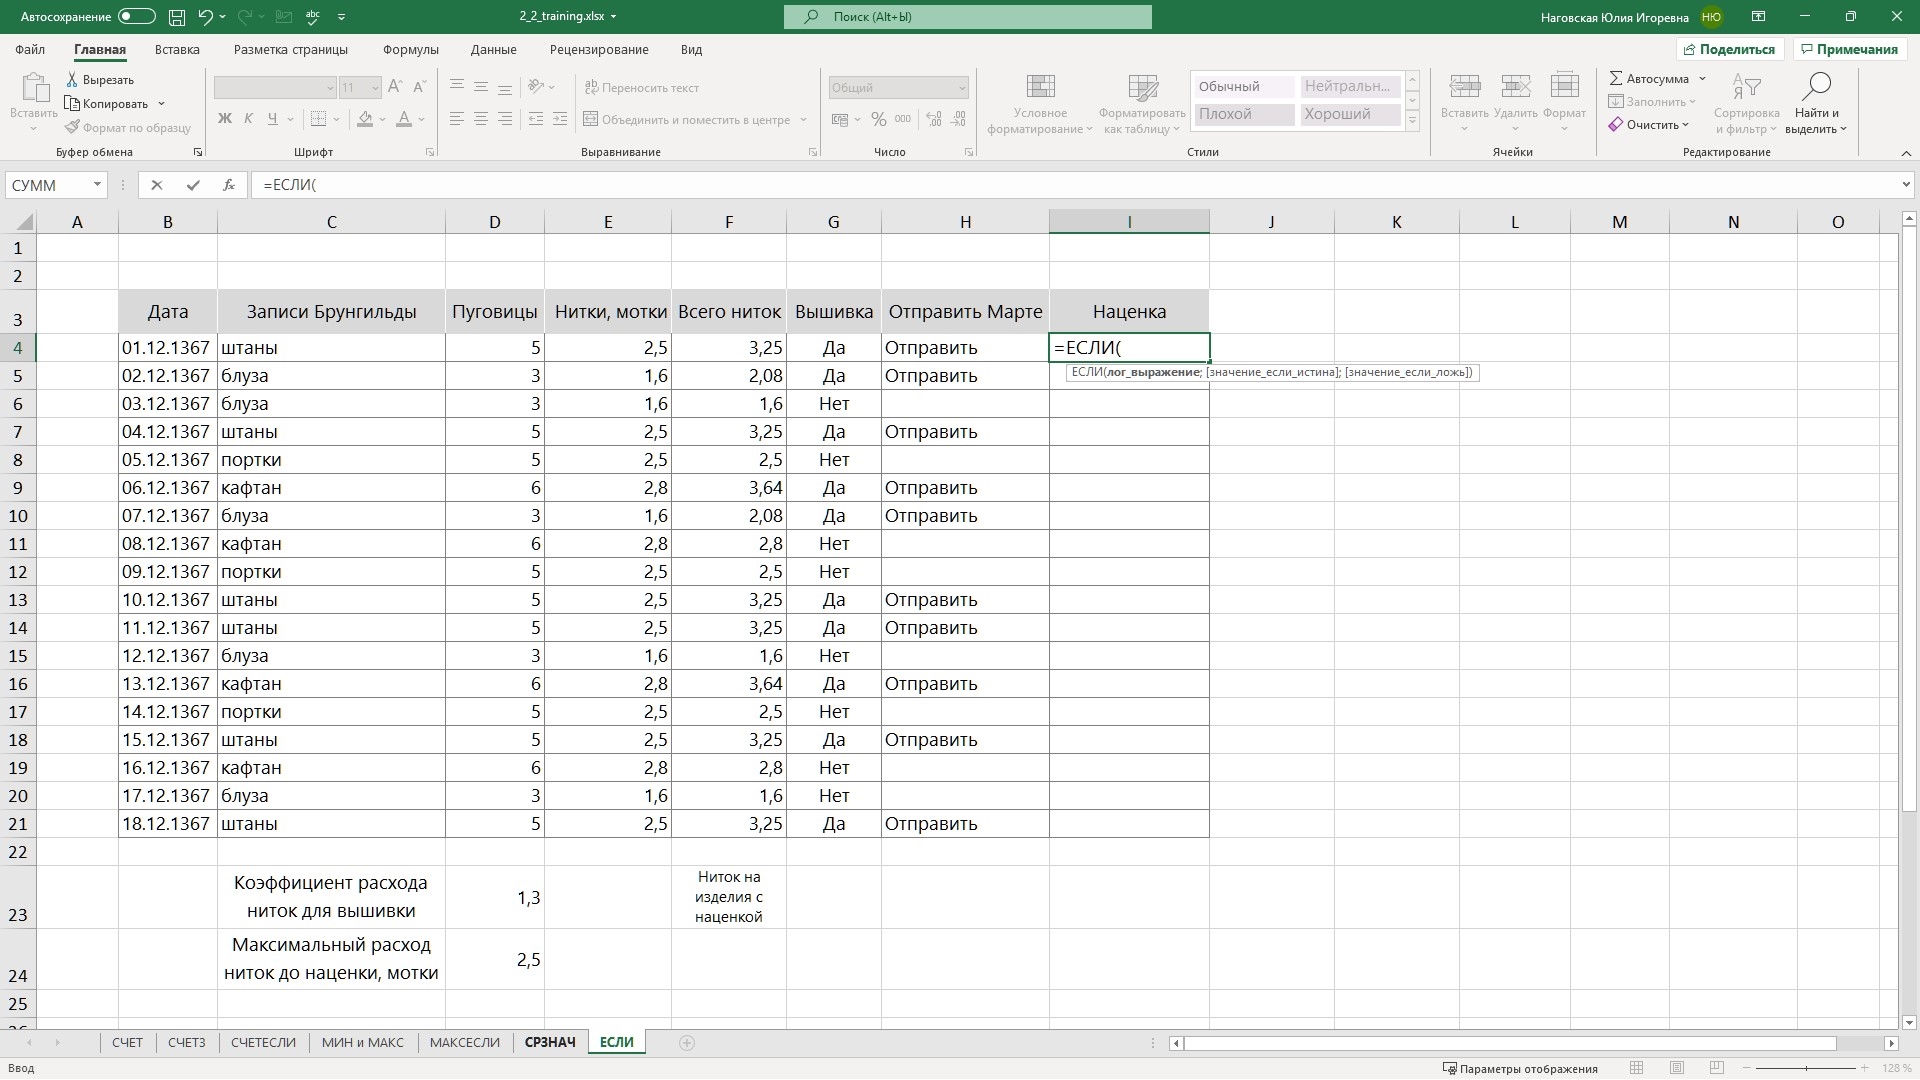 Автосохранение 2_2_training.xlsx Поиск (Alt+Ы) Наговская Юлия Игоревна НЮ
Файл Главная Вставка Разметка страницы Формулы Данные Рецензирование Вид Поделиться Примечания
Вставить Вырезать Копировать Формат по образцу
Буфер обмена
11 Ж К Ч
Шрифт
Переносить текст
Объединить и поместить в центре
Выравнивание
Общий % 000
Число
Условное форматирование Форматировать как таблицу
Обычный Нейтральн... Плохой Хороший
Стили
Вставить Удалить Формат
Ячейки
Автосумма Заполнить Очистить
Сортировка и фильтр Найти и выделить
Редактирование
СУММ fx =ЕСЛИ(
A B C D E F G H I J K L M N O
1
2
3 Дата Записи Брунгильды Пуговицы Нитки, мотки Всего ниток Вышивка Отправить Марте Наценка
4 01.12.1367 штаны 5 2,5 3,25 Да Отправить =ЕСЛИ(
ЕСЛИ(лог_выражение; [значение_если_истина]; [значение_если_ложь])
5 02.12.1367 блуза 3 1,6 2,08 Да Отправить
6 03.12.1367 блуза 3 1,6 1,6 Нет
7 04.12.1367 штаны 5 2,5 3,25 Да Отправить
8 05.12.1367 портки 5 2,5 2,5 Нет
9 06.12.1367 кафтан 6 2,8 3,64 Да Отправить
10 07.12.1367 блуза 3 1,6 2,08 Да Отправить
11 08.12.1367 кафтан 6 2,8 2,8 Нет
12 09.12.1367 портки 5 2,5 2,5 Нет
13 10.12.1367 штаны 5 2,5 3,25 Да Отправить
14 11.12.1367 штаны 5 2,5 3,25 Да Отправить
15 12.12.1367 блуза 3 1,6 1,6 Нет
16 13.12.1367 кафтан 6 2,8 3,64 Да Отправить
17 14.12.1367 портки 5 2,5 2,5 Нет
18 15.12.1367 штаны 5 2,5 3,25 Да Отправить
19 16.12.1367 кафтан 6 2,8 2,8 Нет
20 17.12.1367 блуза 3 1,6 1,6 Нет
21 18.12.1367 штаны 5 2,5 3,25 Да Отправить
22
23 Коэффициент расхода ниток для вышивки 1,3 Ниток на изделия с наценкой
24 Максимальный расход ниток до наценки, мотки 2,5
25
СЧЕТ СЧЕТЗ СЧЕТЕСЛИ МИН и МАКС МАКСЕСЛИ СРЗНАЧ ЕСЛИ
Ввод Параметры отображения 128 %